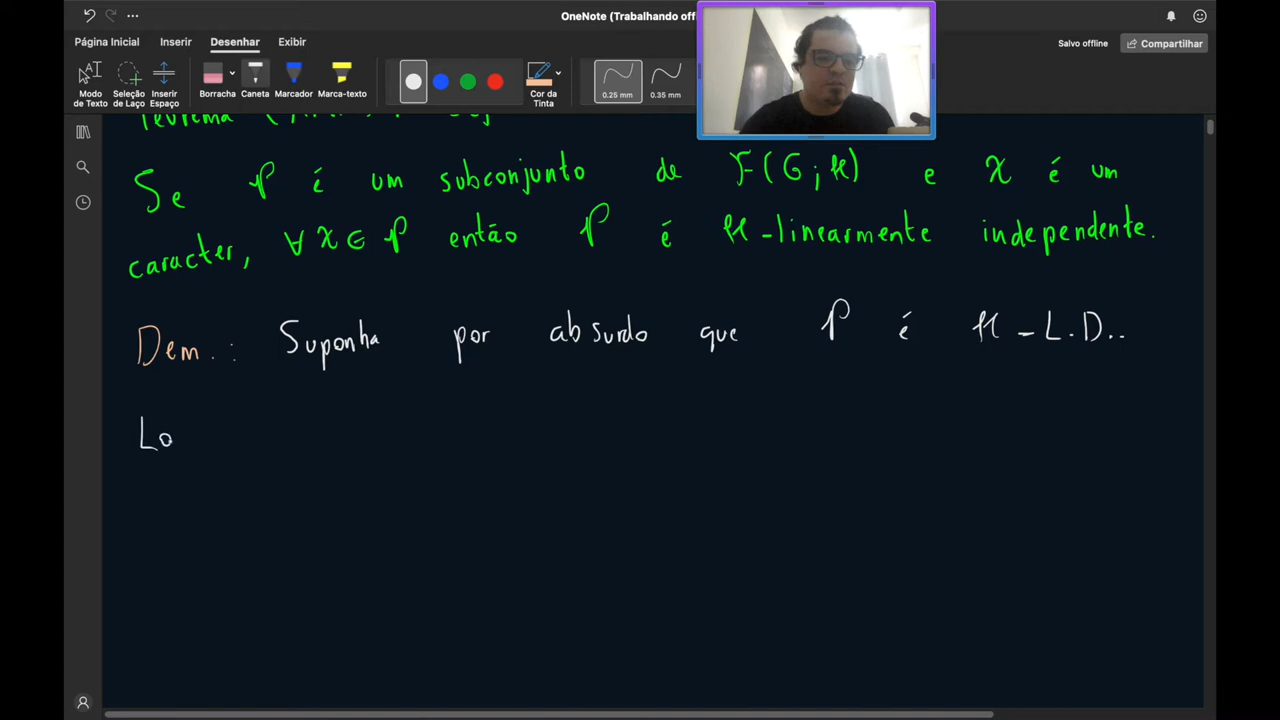 OneNote (Trabalhando offl
Página Inicial Inserir Desenhar Exibir
Salvo offline Compartilhar
Modo de Texto Seleção de Laço Inserir Espaço Borracha Caneta Marcador Marca-texto Cor da Tinta 0.25 mm 0.35 mm
Teorema
Se P é um subconjunto de F(G; K) e χ é um
caracter, ∀ χ ∈ P então P é K-linearmente independente.
Dem.: Suponha por absurdo que P é K-L.D..
Lo